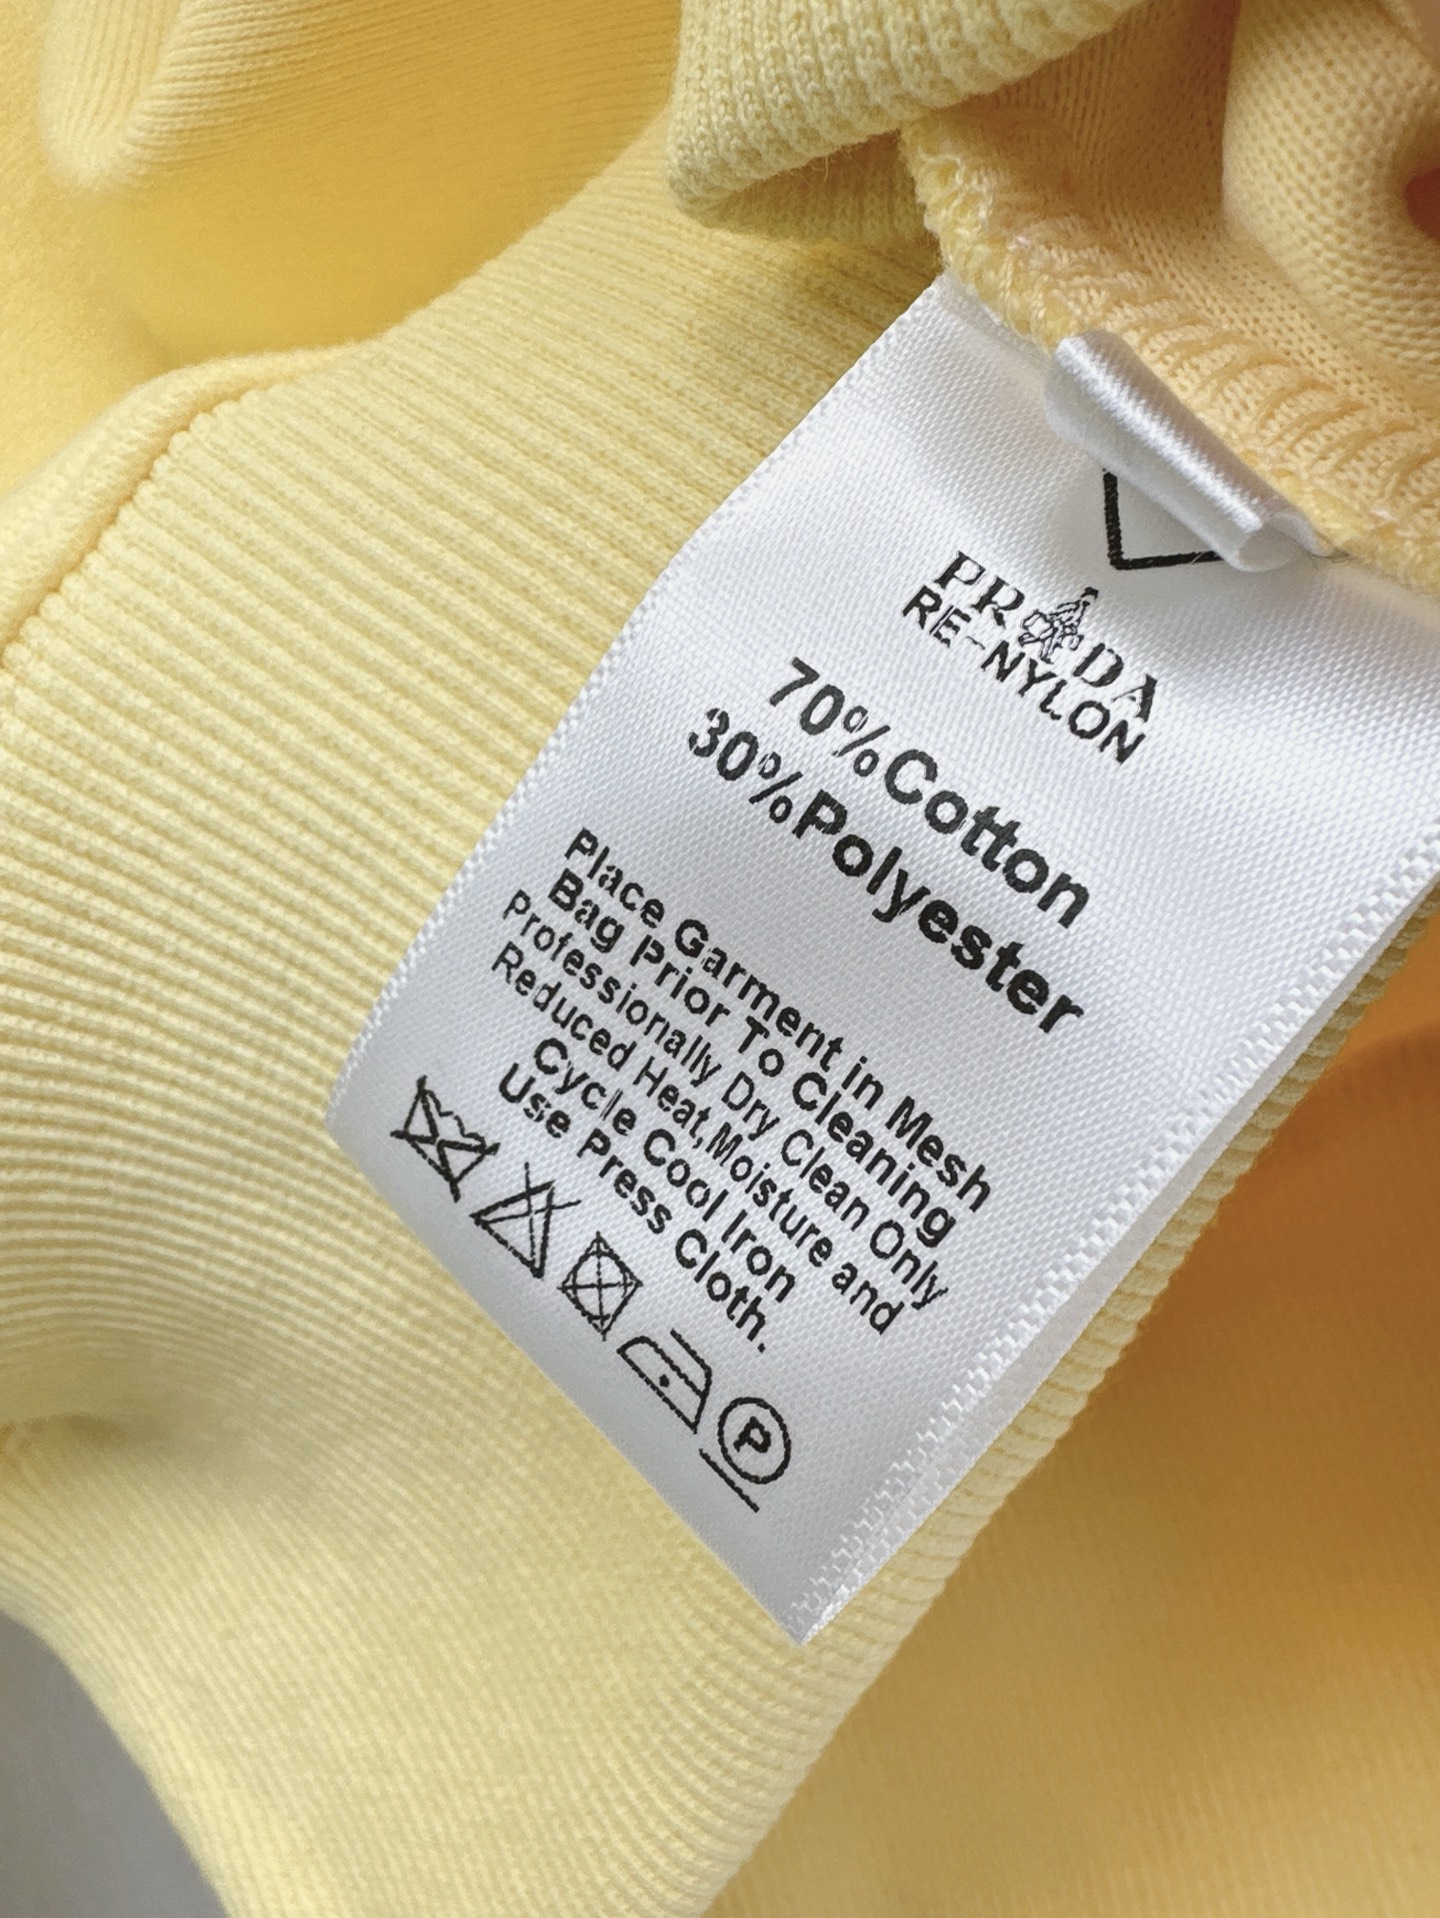 PRADA
RE-NYLON
70%Cotton
30%Polyester
Place Garment in Mesh
Bag Prior To Cleaning
Professionally Dry Clean Only
Reduced Heat,Moisture and
Cycle Cool Iron
Use Press Cloth.
P